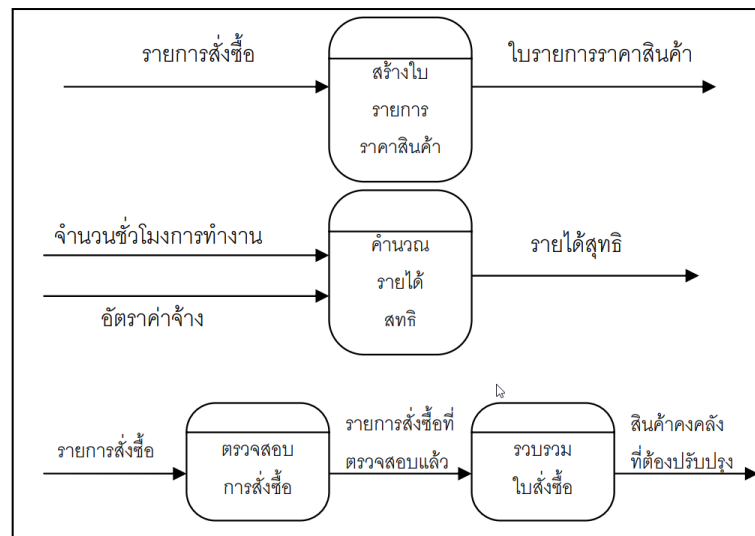 รายการสั่งซื้อ
สร้างใบ
รายการ
ราคาสินค้า
ใบรายการราคาสินค้า
จำนวนชั่วโมงการทำงาน
อัตราค่าจ้าง
คำนวณ
รายได้
สทธิ
รายได้สุทธิ
รายการสั่งซื้อ
ตรวจสอบ
การสั่งซื้อ
รายการสั่งซื้อที่
ตรวจสอบแล้ว
รวบรวม
ใบสั่งซื้อ
สินค้าคงคลัง
ที่ต้องปรับปรุง